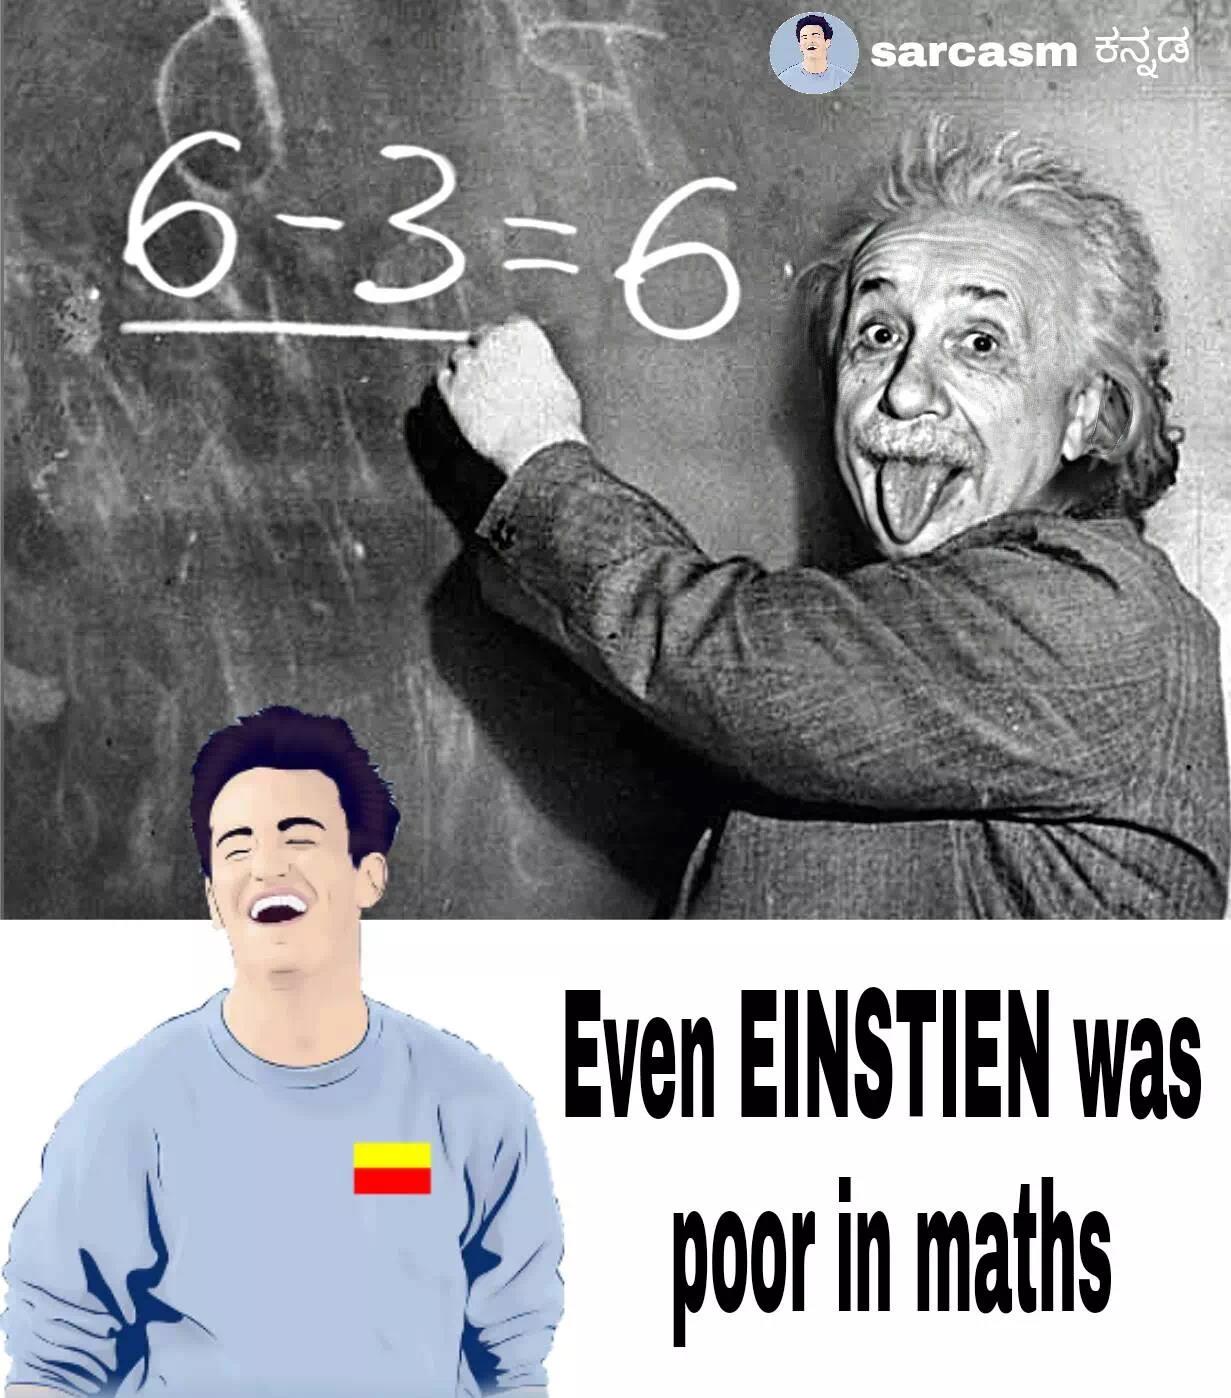 sarcasm ಕನ್ನಡ
6-3=6
Even EINSTIEN was
poor in maths